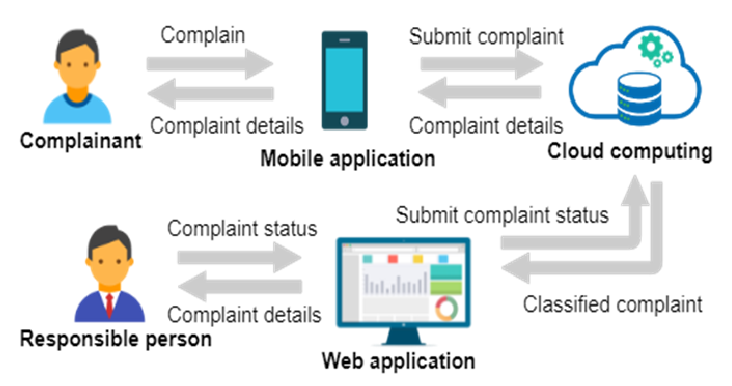 Complain
Submit complaint
Complaint details
Complaint details
Complainant
Mobile application
Cloud computing
Complaint status
Submit complaint status
Complaint details
Classified complaint
Responsible person
Web application